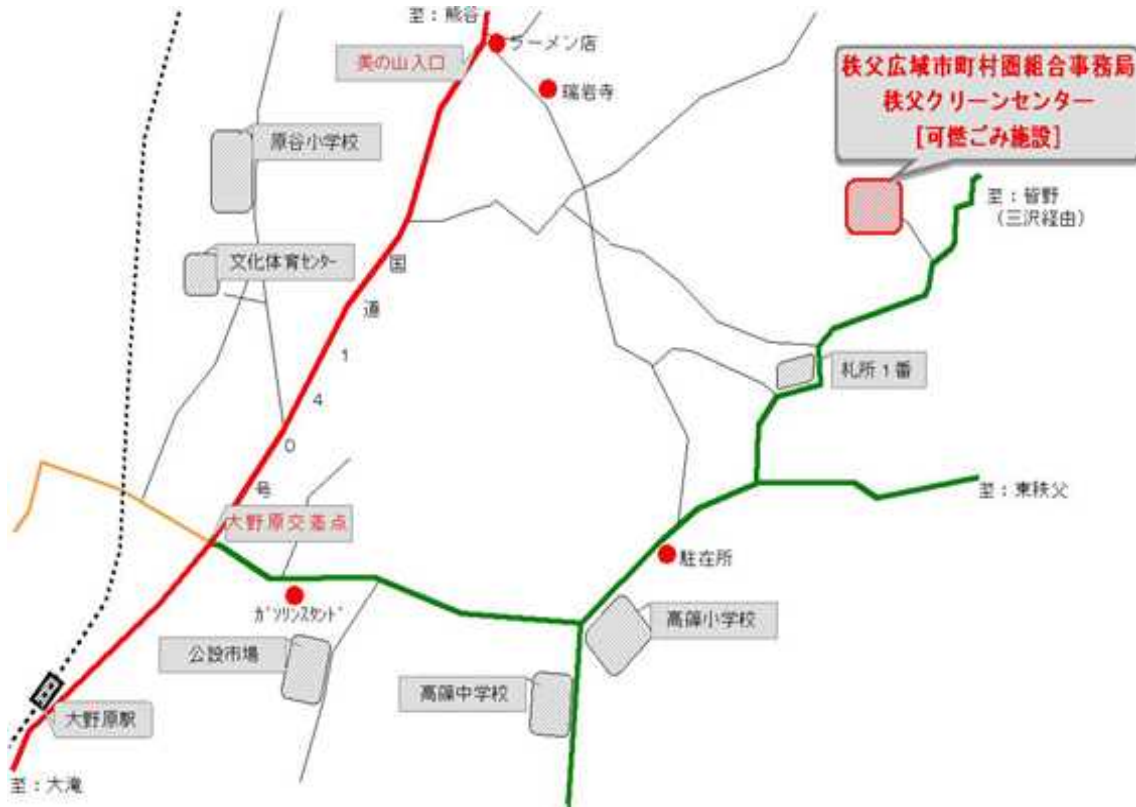 至：熊谷
ラーメン店
美の山入口
瑞岩寺
秩父広域市町村圏組合事務局
秩父クリーンセンター
[可燃ごみ施設]
原谷小学校
至：皆野
（三沢経由）
文化体育ｾﾝﾀｰ
国道140号
札所１番
至：東秩父
大野原交差点
駐在所
ｶﾞｿﾘﾝｽﾀﾝﾄﾞ
高篠小学校
公設市場
高篠中学校
大野原駅
至：大滝